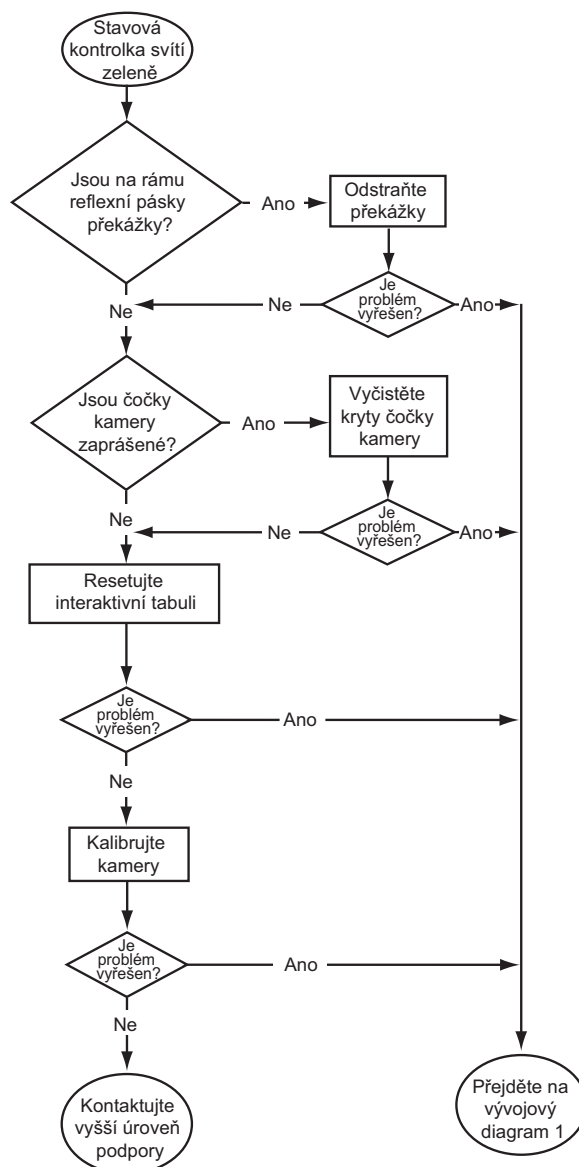 Stavová
kontrolka svítí
zeleně
Jsou na rámu
reflexní pásky
překážky?
Ano
Odstraňte
překážky
Je
problém
vyřešen?
Ne
Ano
Ne
Jsou čočky
kamery
zaprášené?
Ano
Vyčistěte
kryty čočky
kamery
Je
problém
vyřešen?
Ne
Ano
Ne
Resetujte
interaktivní tabuli
Je
problém
vyřešen?
Ano
Ne
Kalibrujte
kamery
Je
problém
vyřešen?
Ano
Ne
Kontaktujte
vyšší úroveň
podpory
Přejděte na
vývojový
diagram 1